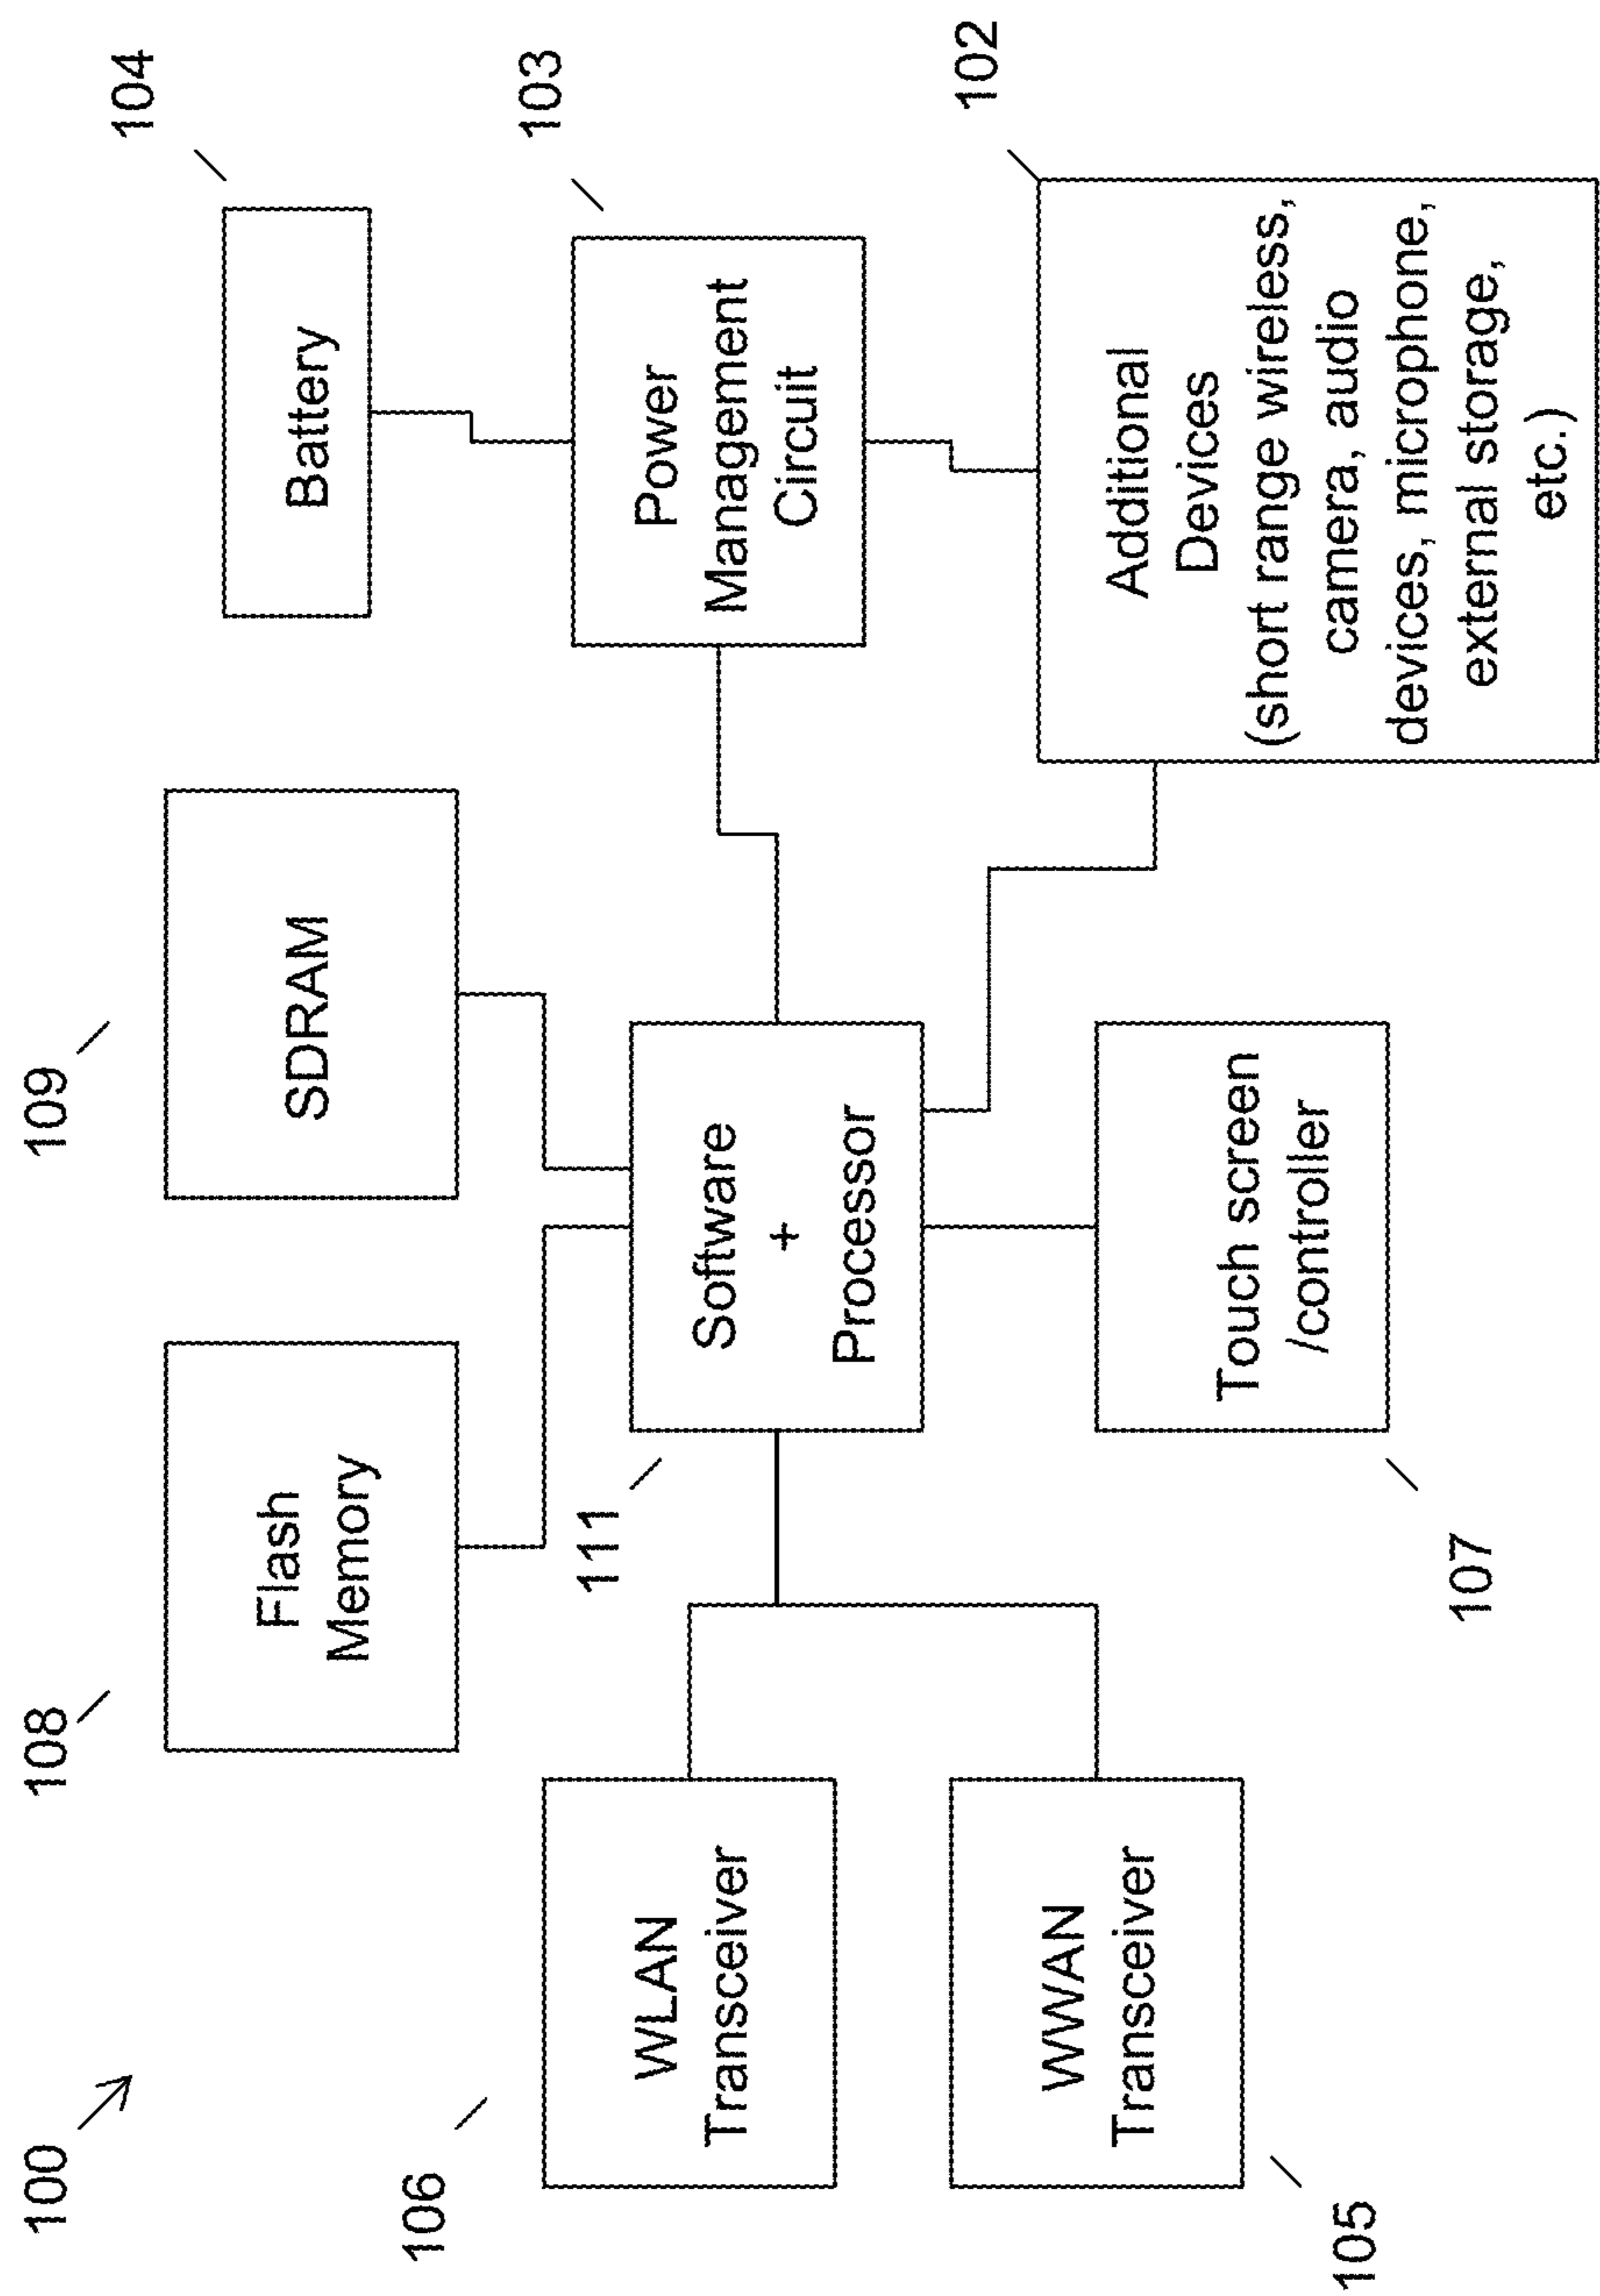 100
108
109
104
Flash
Memory
SDRAM
Battery
106
111
103
WLAN
Transceiver
Software
+
Processor
Power
Management
Circuit
WWAN
Transceiver
Touch screen
/controller
102
Additional
Devices
(short range wireless,
camera, audio
devices, microphone,
external storage,
etc.)
105
107